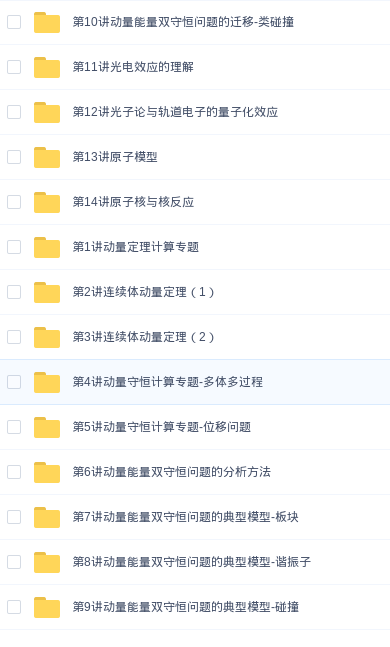 第10讲动量能量双守恒问题的迁移-类碰撞
第11讲光电效应的理解
第12讲光子论与轨道电子的量子化效应
第13讲原子模型
第14讲原子核与核反应
第1讲动量定理计算专题
第2讲连续体动量定理（1）
第3讲连续体动量定理（2）
第4讲动量守恒计算专题-多体多过程
第5讲动量守恒计算专题-位移问题
第6讲动量能量双守恒问题的分析方法
第7讲动量能量双守恒问题的典型模型-板块
第8讲动量能量双守恒问题的典型模型-谐振子
第9讲动量能量双守恒问题的典型模型-碰撞